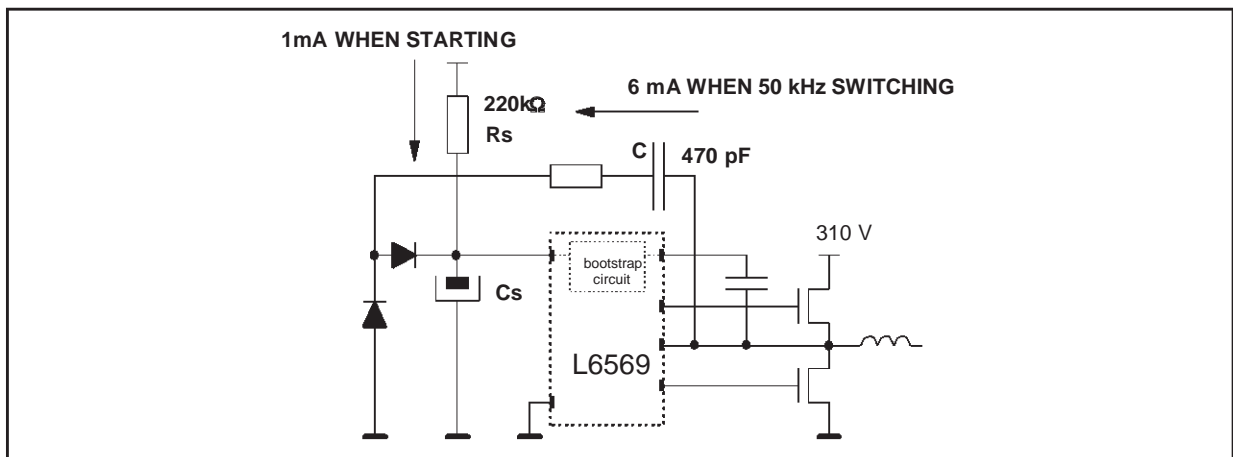 1mA WHEN STARTING
6 mA WHEN 50 kHz SWITCHING
220kΩ
Rs
C
470 pF
310 V
bootstrap
circuit
Cs
L6569